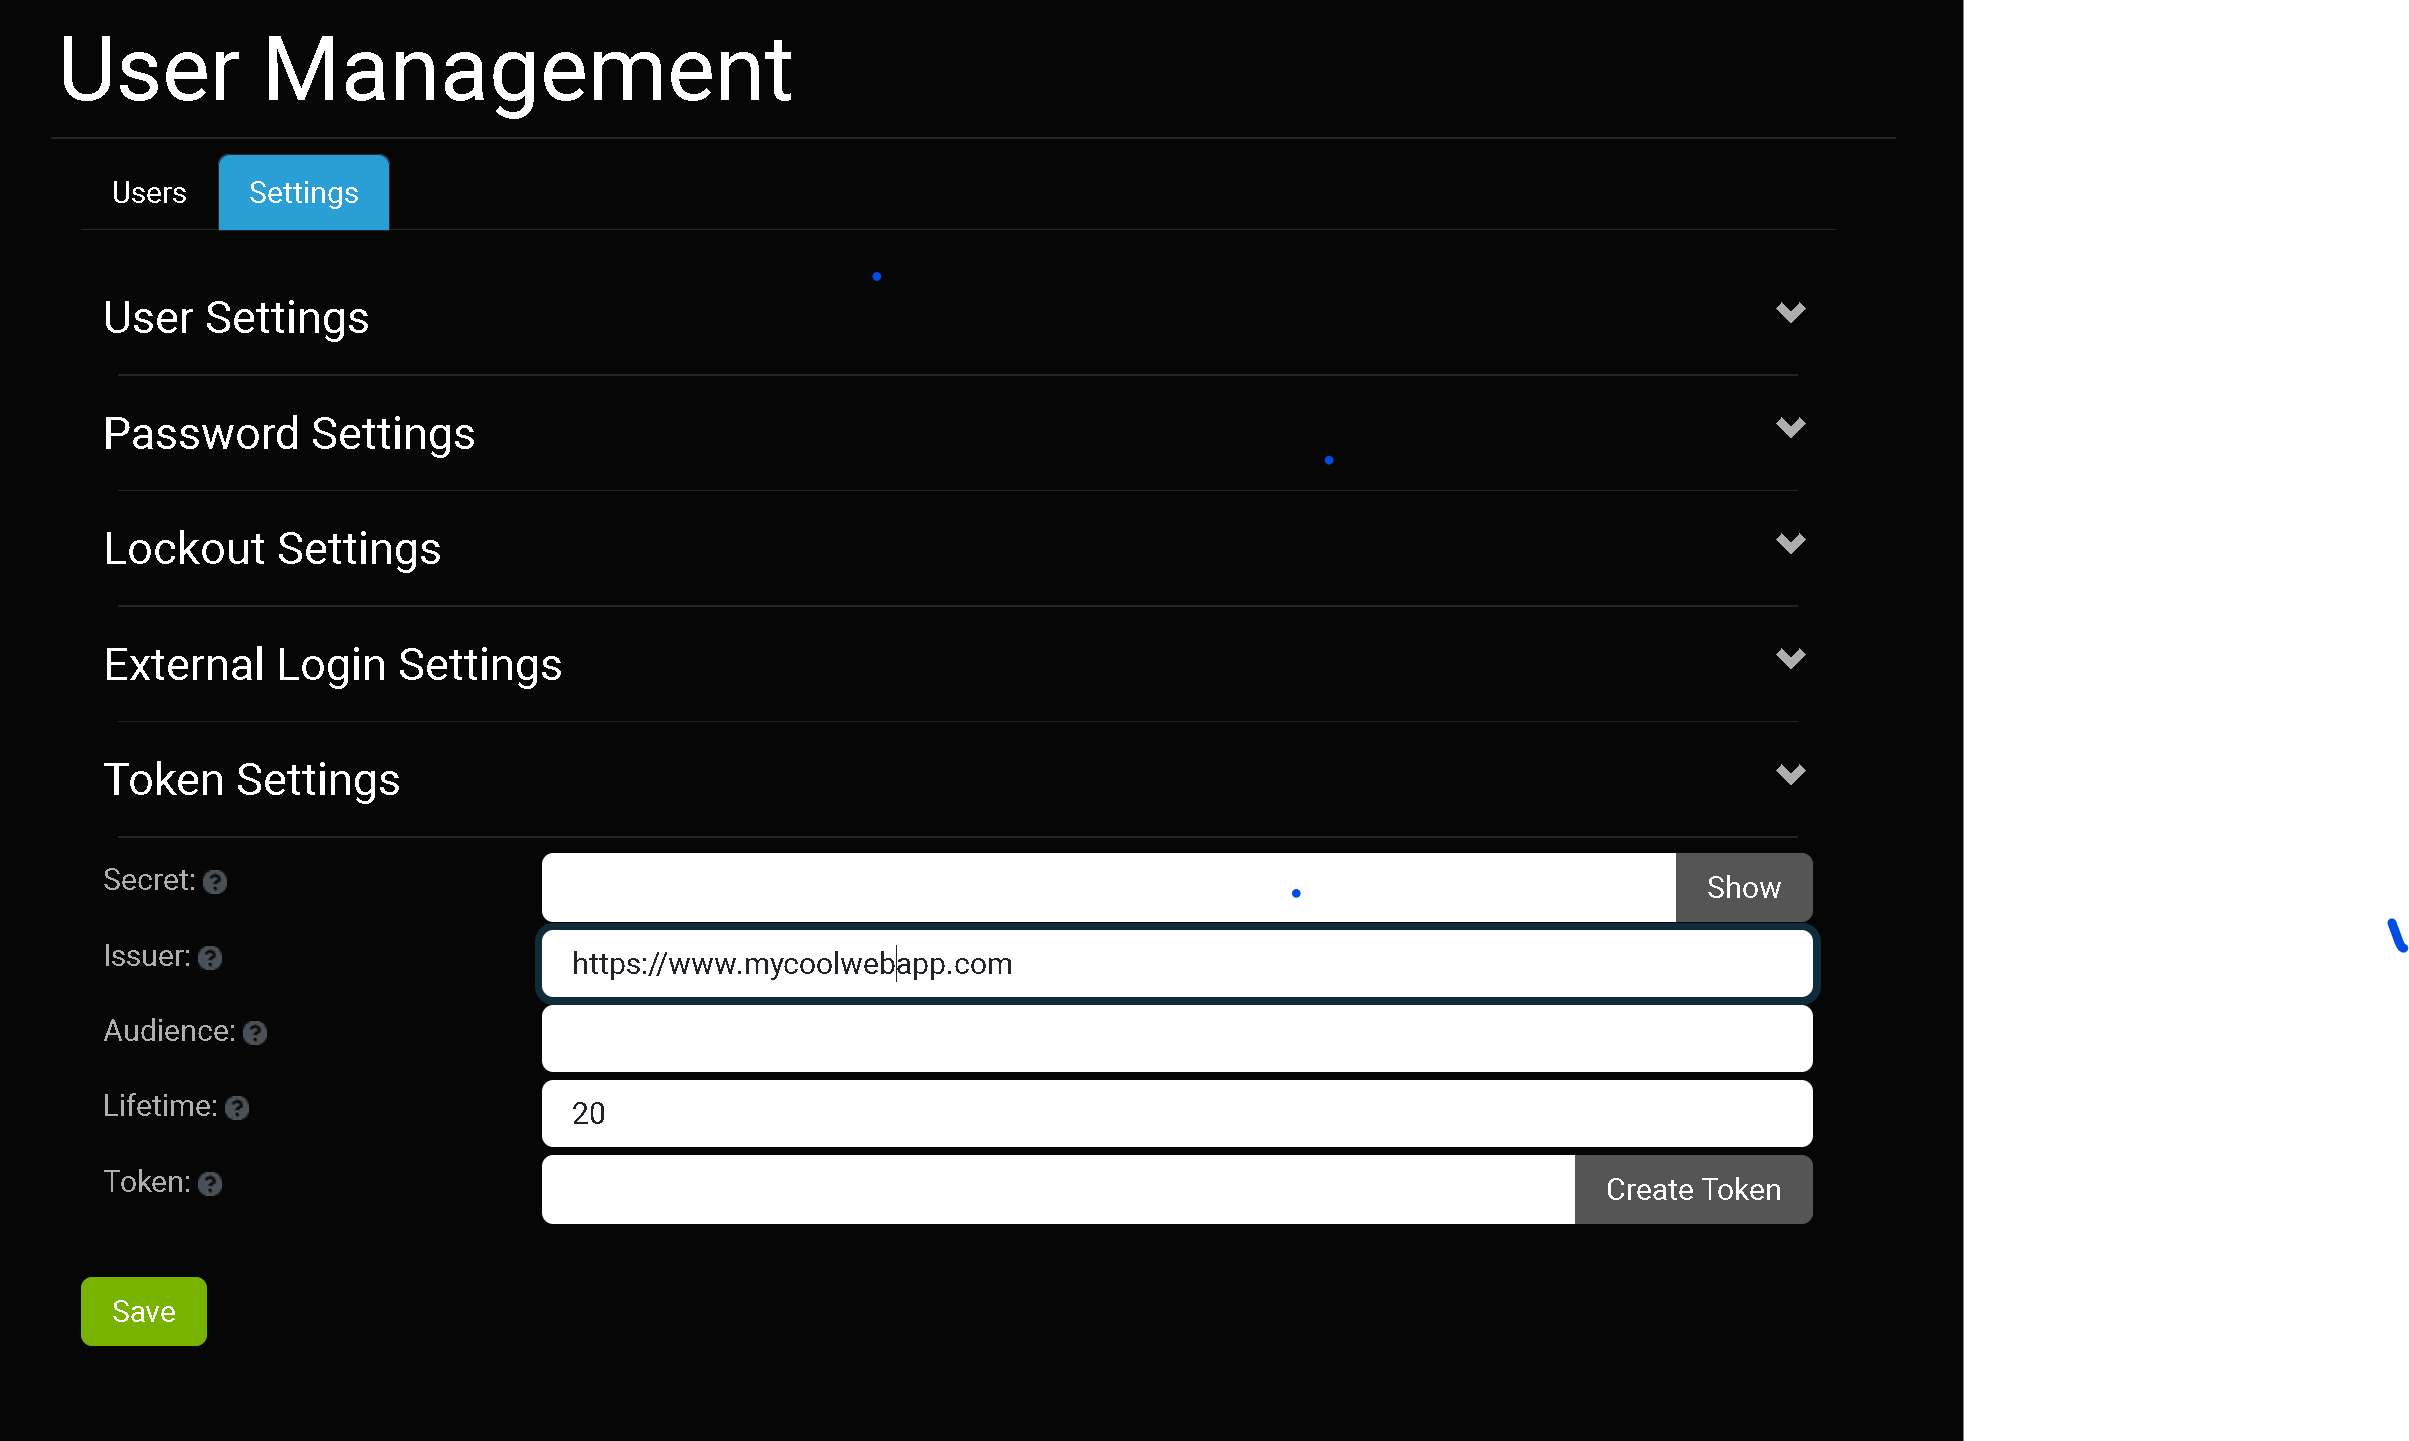 User Management
Users Settings
User Settings
Password Settings
Lockout Settings
External Login Settings
Token Settings
Secret: ? Show
Issuer: ? https://www.mycoolwebapp.com
Audience: ?
Lifetime: ? 20
Token: ? Create Token
Save